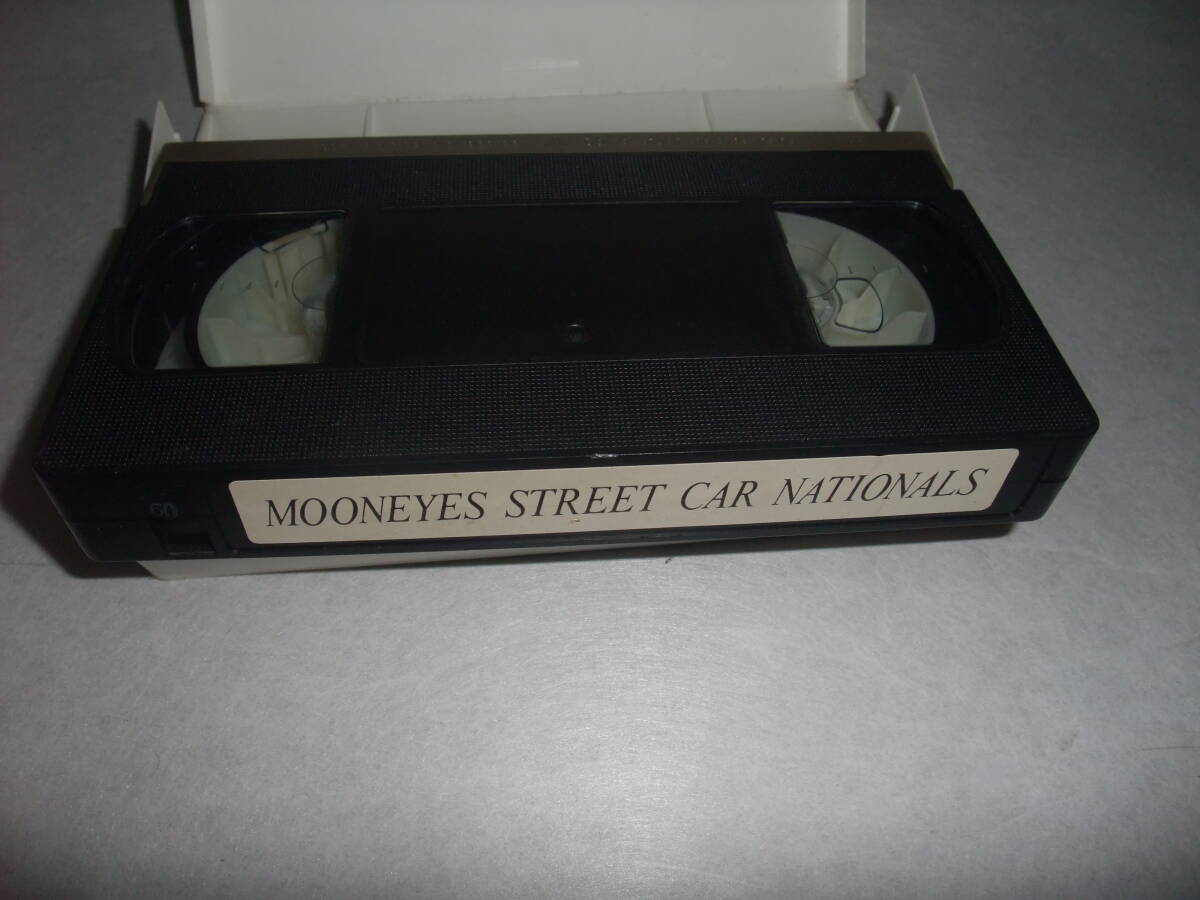 MOONEYES STREET CAR NATIONALS
60